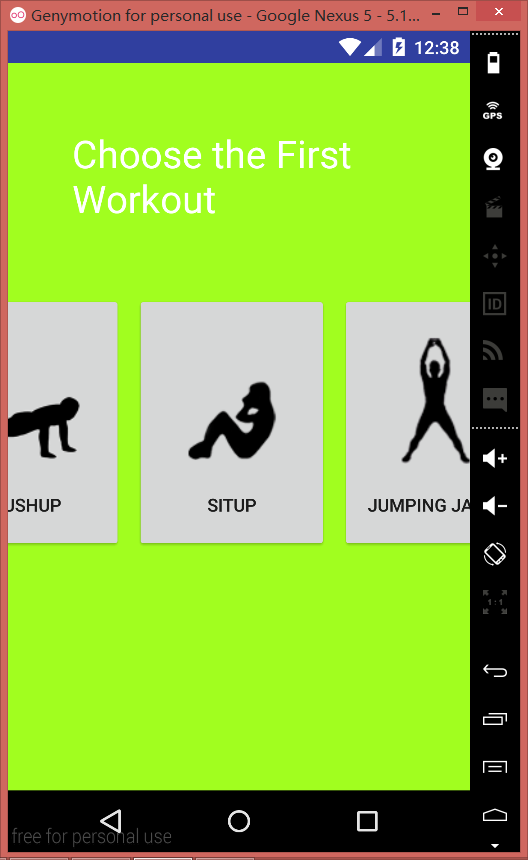 Genymotion for personal use - Google Nexus 5 - 5.1...
12:38
GPS
Choose the First
Workout
ID
USHUP
SITUP
JUMPING JA
1:1
free for personal use